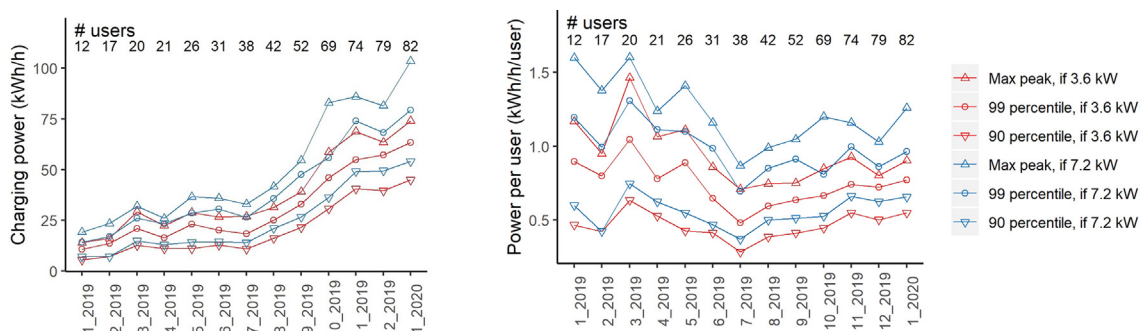 # users
12 17 20 21 26 31 38 42 52 69 74 79 82
Charging power (kWh/h)
100
75
50
25
0
1_2019
2_2019
3_2019
4_2019
5_2019
6_2019
7_2019
8_2019
9_2019
0_2019
1_2019
2_2019
1_2020
# users
12 17 20 21 26 31 38 42 52 69 74 79 82
Power per user (kWh/h/user)
1.5
1.0
0.5
1_2019
2_2019
3_2019
4_2019
5_2019
6_2019
7_2019
8_2019
9_2019
10_2019
11_2019
12_2019
1_2020
Max peak, if 3.6 kW
99 percentile, if 3.6 kW
90 percentile, if 3.6 kW
Max peak, if 7.2 kW
99 percentile, if 7.2 kW
90 percentile, if 7.2 kW